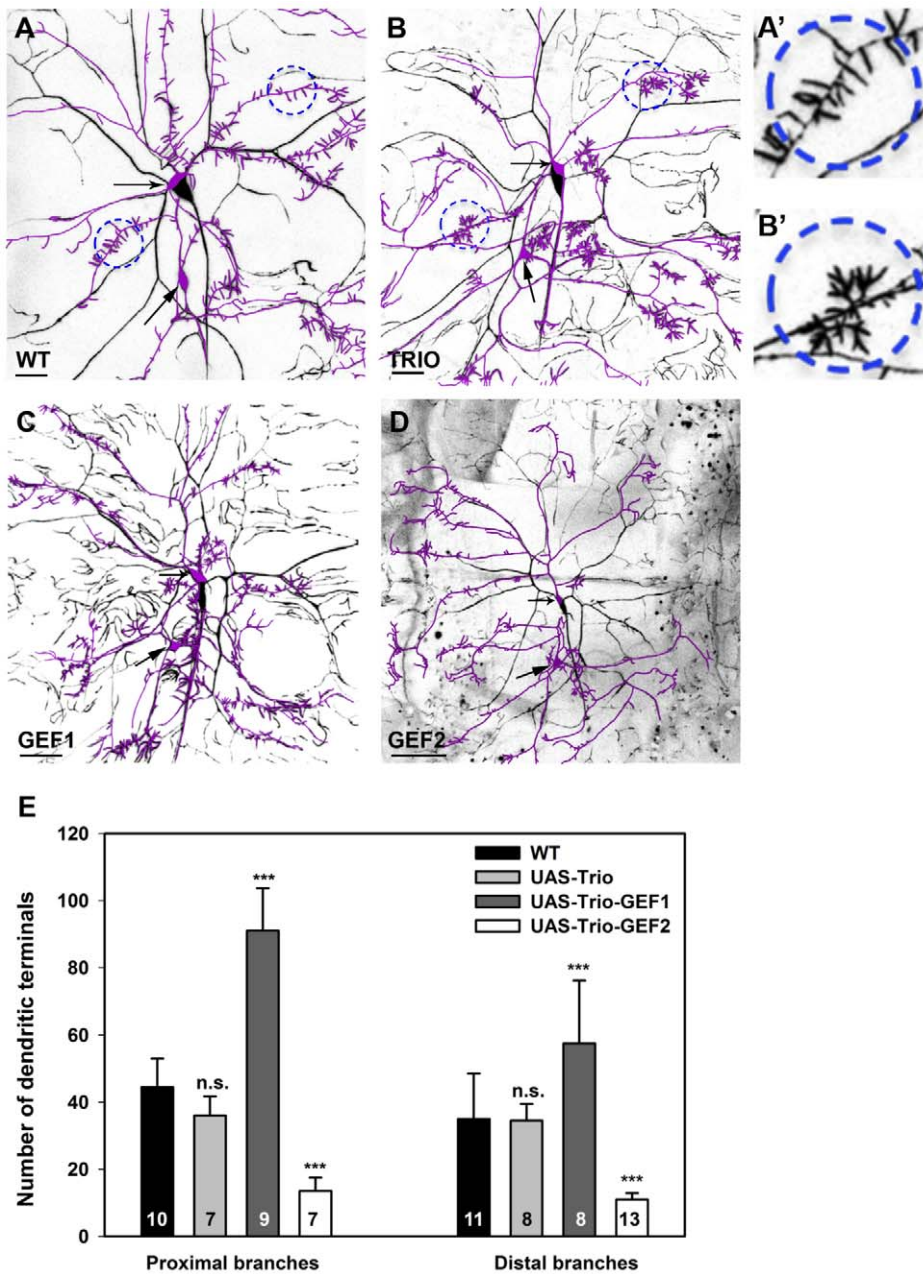 A
B
A'
B'
WT
TRIO
C
D
GEF1
GEF2
E
120
100
80
60
40
20
0
Number of dendritic terminals
WT
UAS-Trio
UAS-Trio-GEF1
UAS-Trio-GEF2
***
n.s.
***
***
n.s.
***
10
7
9
7
11
8
8
13
Proximal branches
Distal branches